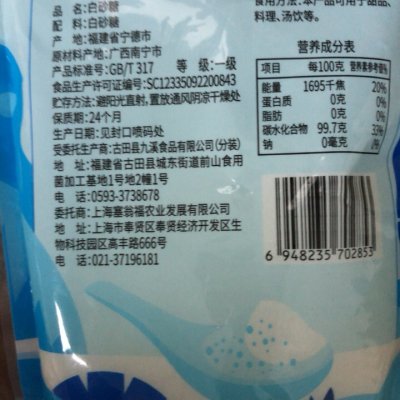 品名:白砂糖
配料:白砂糖
产地:福建省宁德市
原材料产地:广西南宁市
产品标准号:GB/T 317 等级:一级
食品生产许可证编号:SC12335092200843
贮存方法:避阳光直射,置放通风阴凉干燥处
保质期:24个月
生产日期:见封口喷码处
受委托生产商:古田县九溪食品有限公司(分装)
地址:福建省古田县城东街道前山食用
菌加工基地1号地2幢1号
电话:0593-3738678
委托商:上海塞翁福农业发展有限公司
地址:上海市奉贤区奉贤经济开发区生
物科技园区高丰路666号
电话:021-37196181
食用方法:本产品可用于甜品、
料理、汤饮等。
营养成分表
项目 每100克 营养素参考值%
能量 1695千焦 20%
蛋白质 0克
脂肪 0克
碳水化合物 99.7克 33%
钠 0毫克
6 948235 702853